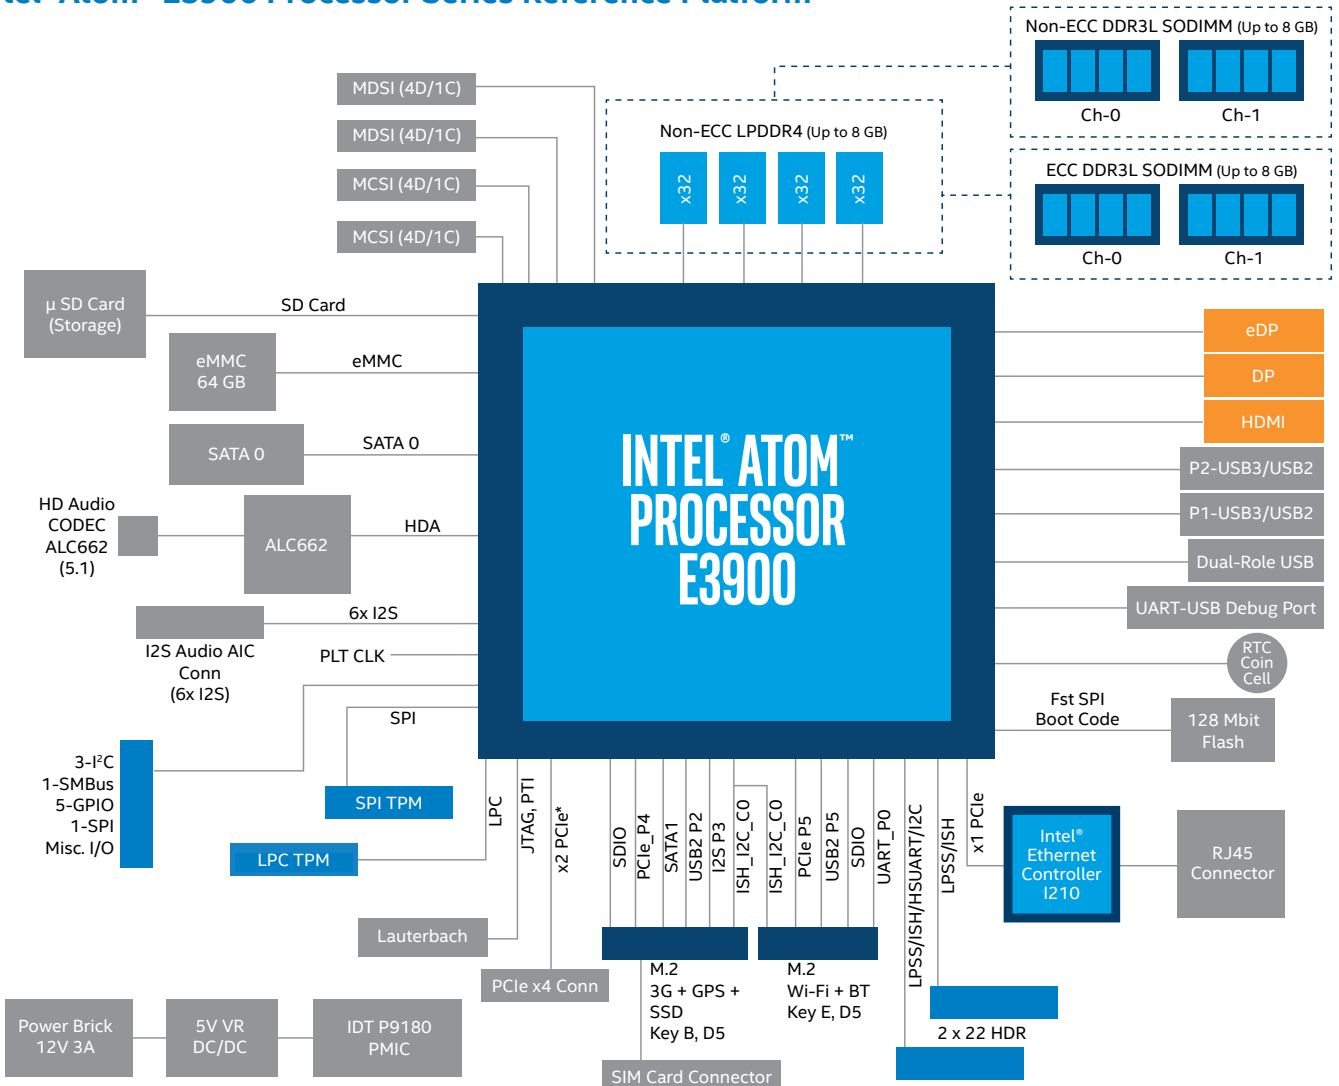 Atom E3900 Processor Series Reference Platform
Non-ECC DDR3L SODIMM (Up to 8 GB)
Ch-0
Ch-1
ECC DDR3L SODIMM (Up to 8 GB)
Ch-0
Ch-1
Non-ECC LPDDR4 (Up to 8 GB)
x32
x32
x32
x32
MDSI (4D/1C)
MDSI (4D/1C)
MCSI (4D/1C)
MCSI (4D/1C)
µ SD Card
(Storage)
SD Card
eMMC
64 GB
eMMC
SATA 0
SATA 0
HD Audio
CODEC
ALC662
(5.1)
ALC662
HDA
6x I2S
I2S Audio AIC
Conn
(6x I2S)
PLT CLK
SPI
3-I²C
1-SMBus
5-GPIO
1-SPI
Misc. I/O
SPI TPM
LPC TPM
INTEL® ATOM™
PROCESSOR
E3900
eDP
DP
HDMI
P2-USB3/USB2
P1-USB3/USB2
Dual-Role USB
UART-USB Debug Port
RTC
Coin
Cell
Fst SPI
Boot Code
128 Mbit
Flash
LPC
JTAG, PTI
x2 PCIe*
SDIO
PCIe_P4
SATA1
USB2 P2
I2S P3
ISH_I2C_C0
ISH_I2C_C0
PCIe P5
USB2 P5
SDIO
UART_P0
LPSS/ISH/HSUART/I2C
LPSS/ISH
x1 PCIe
Intel®
Ethernet
Controller
I210
RJ45
Connector
Lauterbach
PCIe x4 Conn
M.2
3G + GPS +
SSD
Key B, D5
M.2
Wi-Fi + BT
Key E, D5
2 x 22 HDR
SIM Card Connector
Power Brick
12V 3A
5V VR
DC/DC
IDT P9180
PMIC